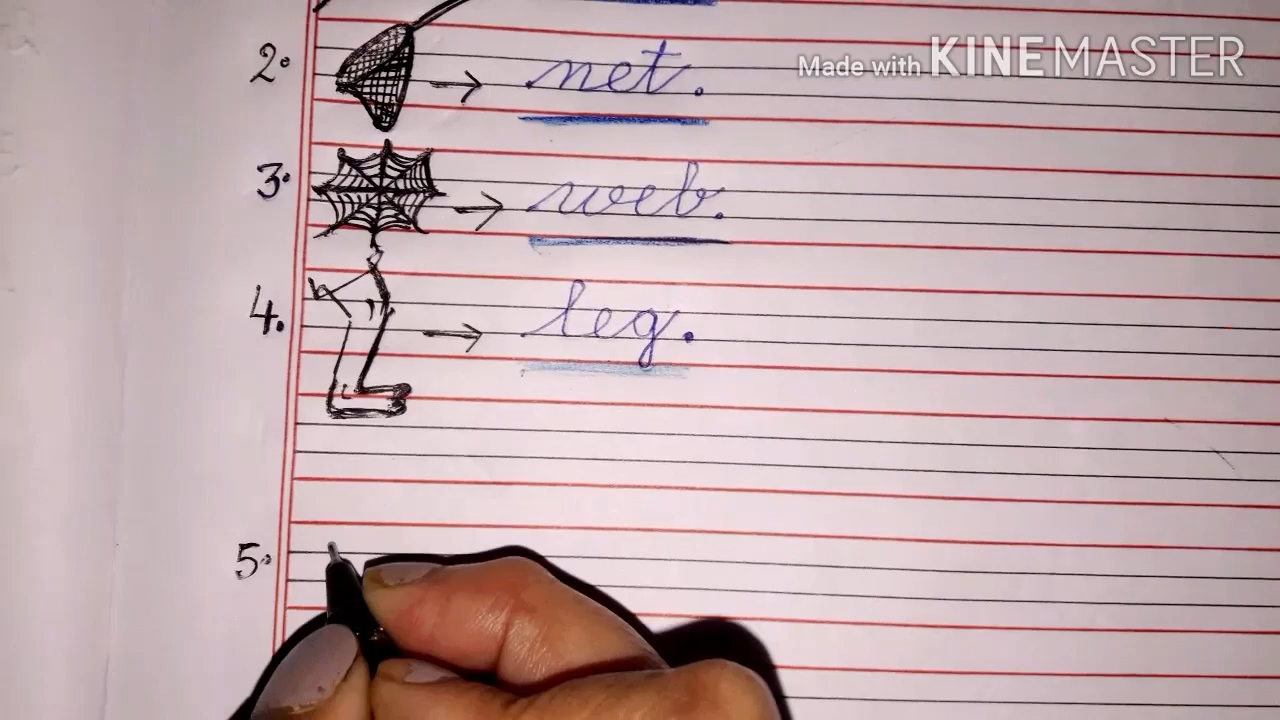 Made with KINEMASTER
2. → net.
3. → web.
4. → leg.
5.